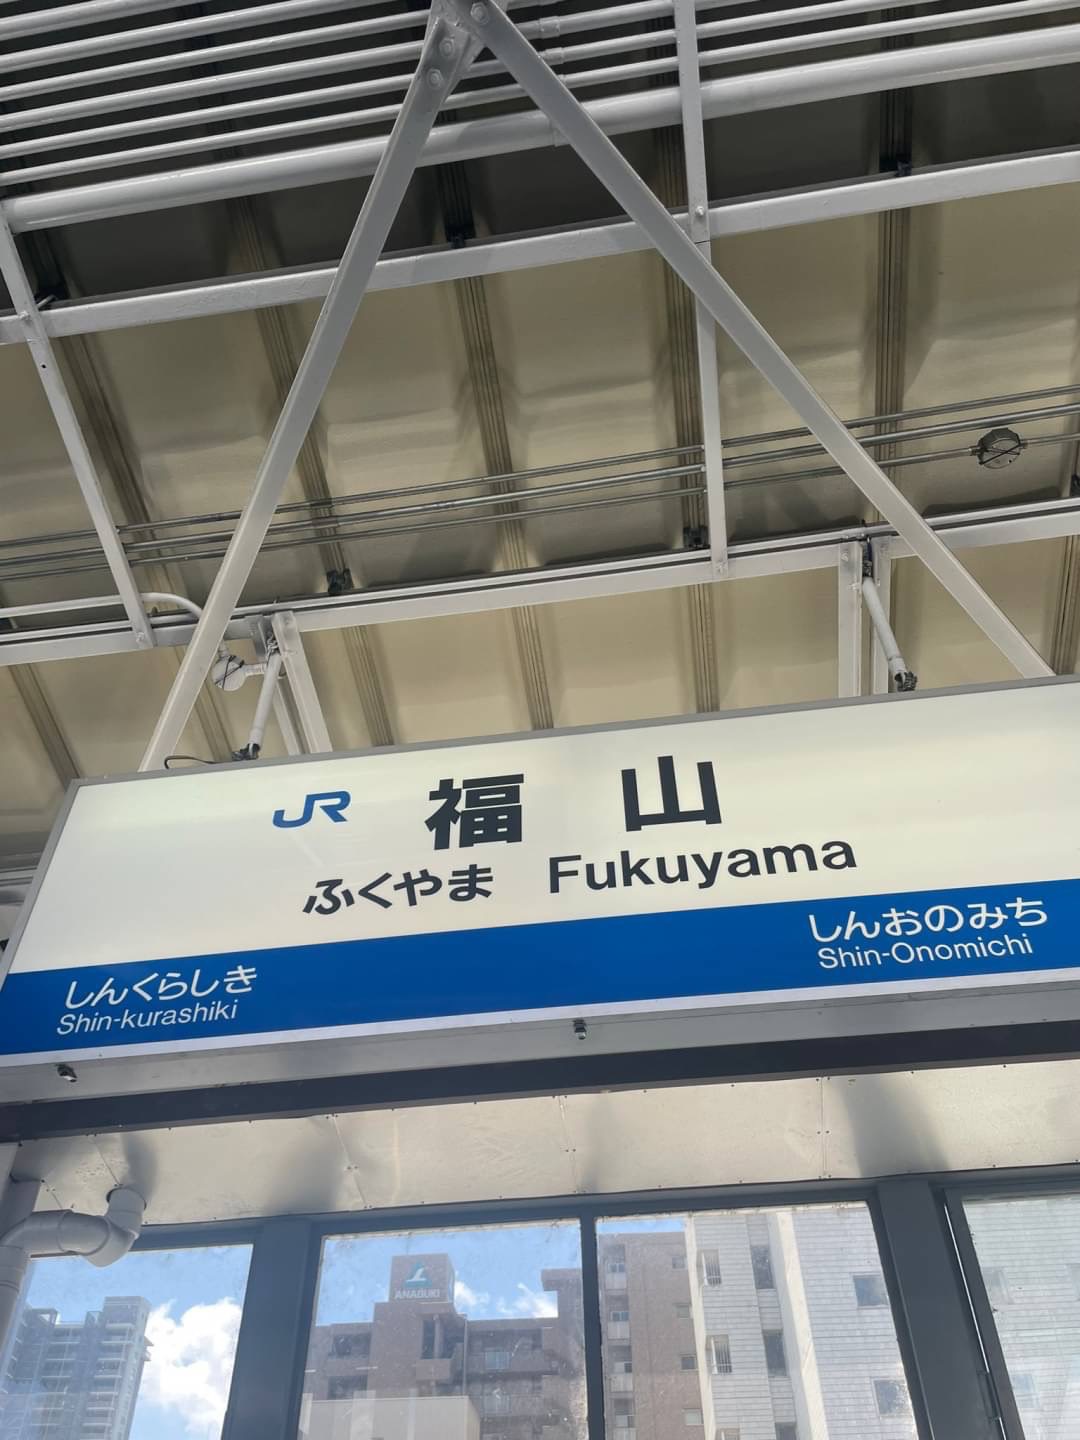 JR 福山
ふくやま Fukuyama
しんくらしき
Shin-kurashiki
しんおのみち
Shin-Onomichi
ANABUKI